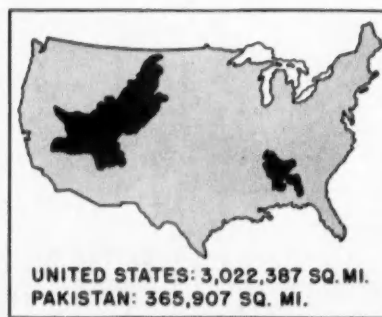 UNITED STATES: 3,022,387 SQ. MI.
PAKISTAN: 365,907 SQ. MI.